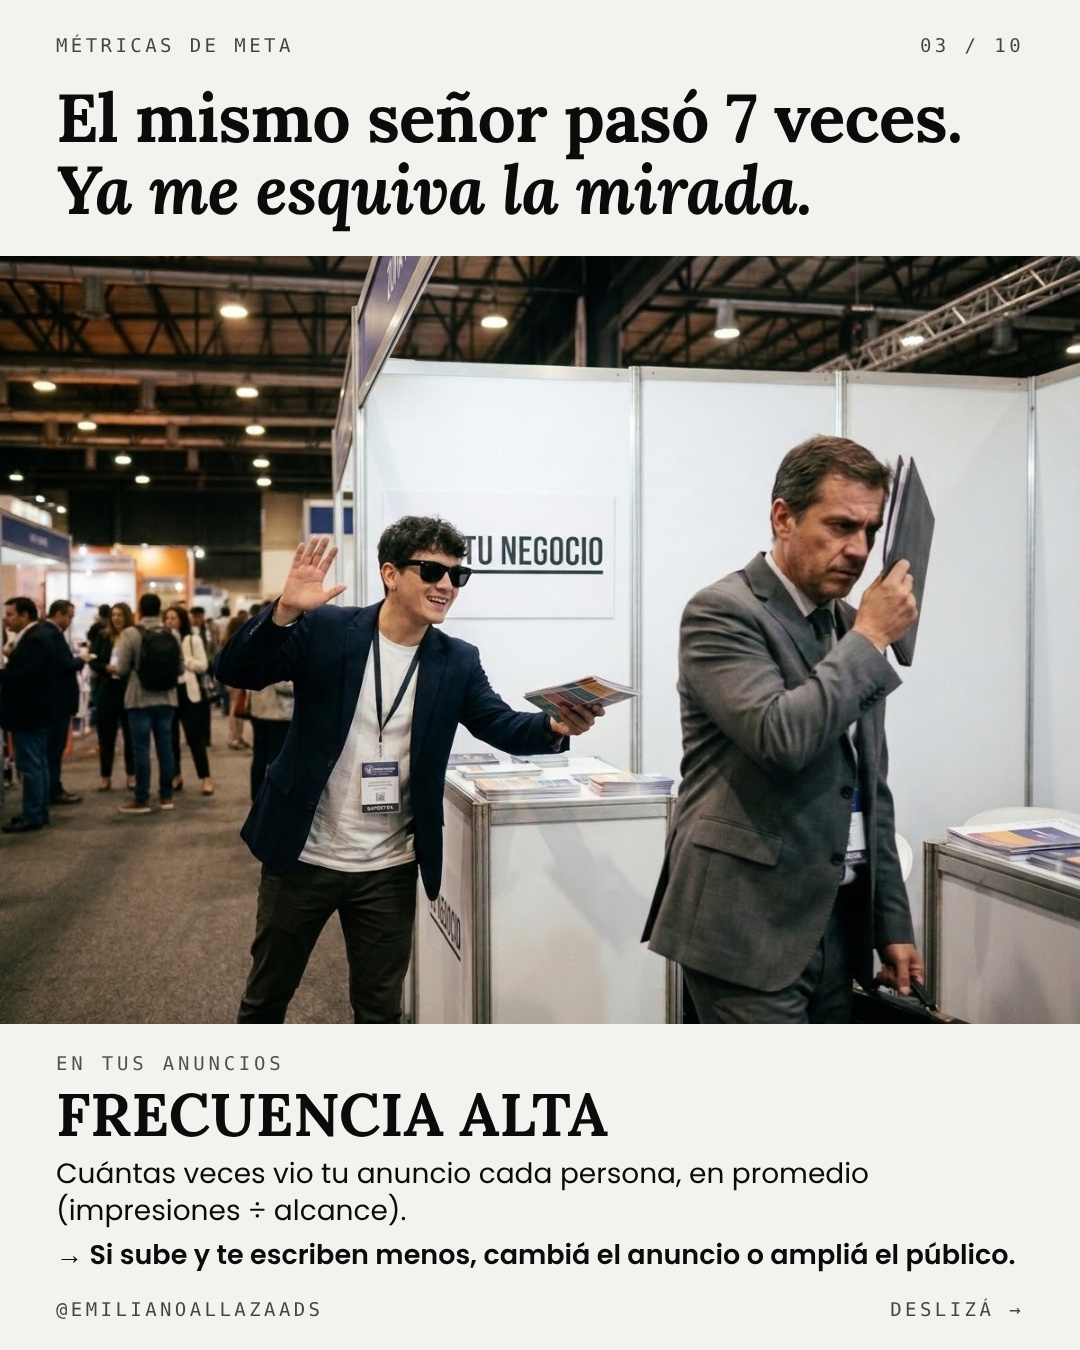 MÉTRICAS DE META
03 / 10
El mismo señor pasó 7 veces.
Ya me esquiva la mirada.
TU NEGOCIO
NEGOCIO
EN TUS ANUNCIOS
FRECUENCIA ALTA
Cuántas veces vio tu anuncio cada persona, en promedio
(impresiones ÷ alcance).
→ Si sube y te escriben menos, cambiá el anuncio o ampliá el público.
@EMILIANOALLAZAADS
DESLIZÁ →